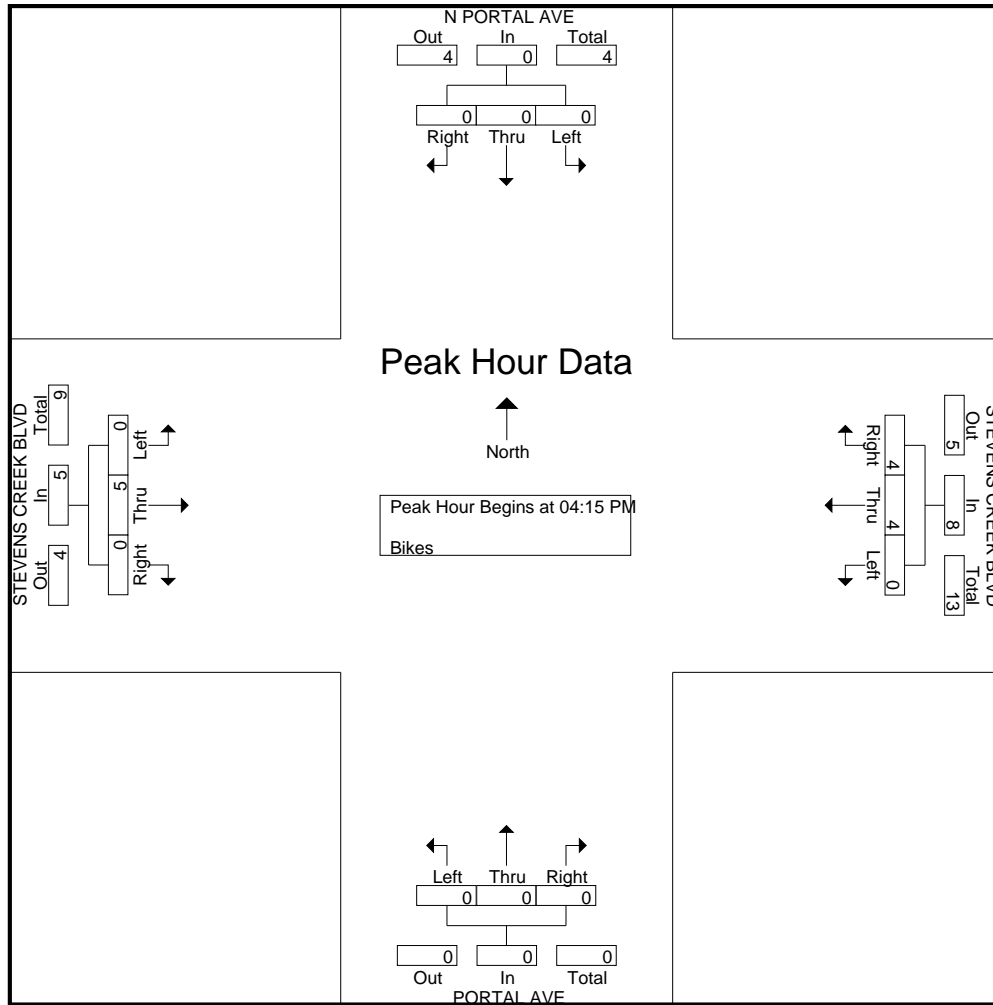 N PORTAL AVE
Out In Total
4 0 4
0 0 0
Right Thru Left
Peak Hour Data
North
Peak Hour Begins at 04:15 PM
Bikes
STEVENS CREEK BLVD
Out In Total
4 5 9
Right Thru Left
0 5 0
STEVENS CREEK BLVD
Out In Total
5 8 13
Right Thru Left
4 4 0
Left Thru Right
0 0 0
0 0 0
Out In Total
PORTAL AVE